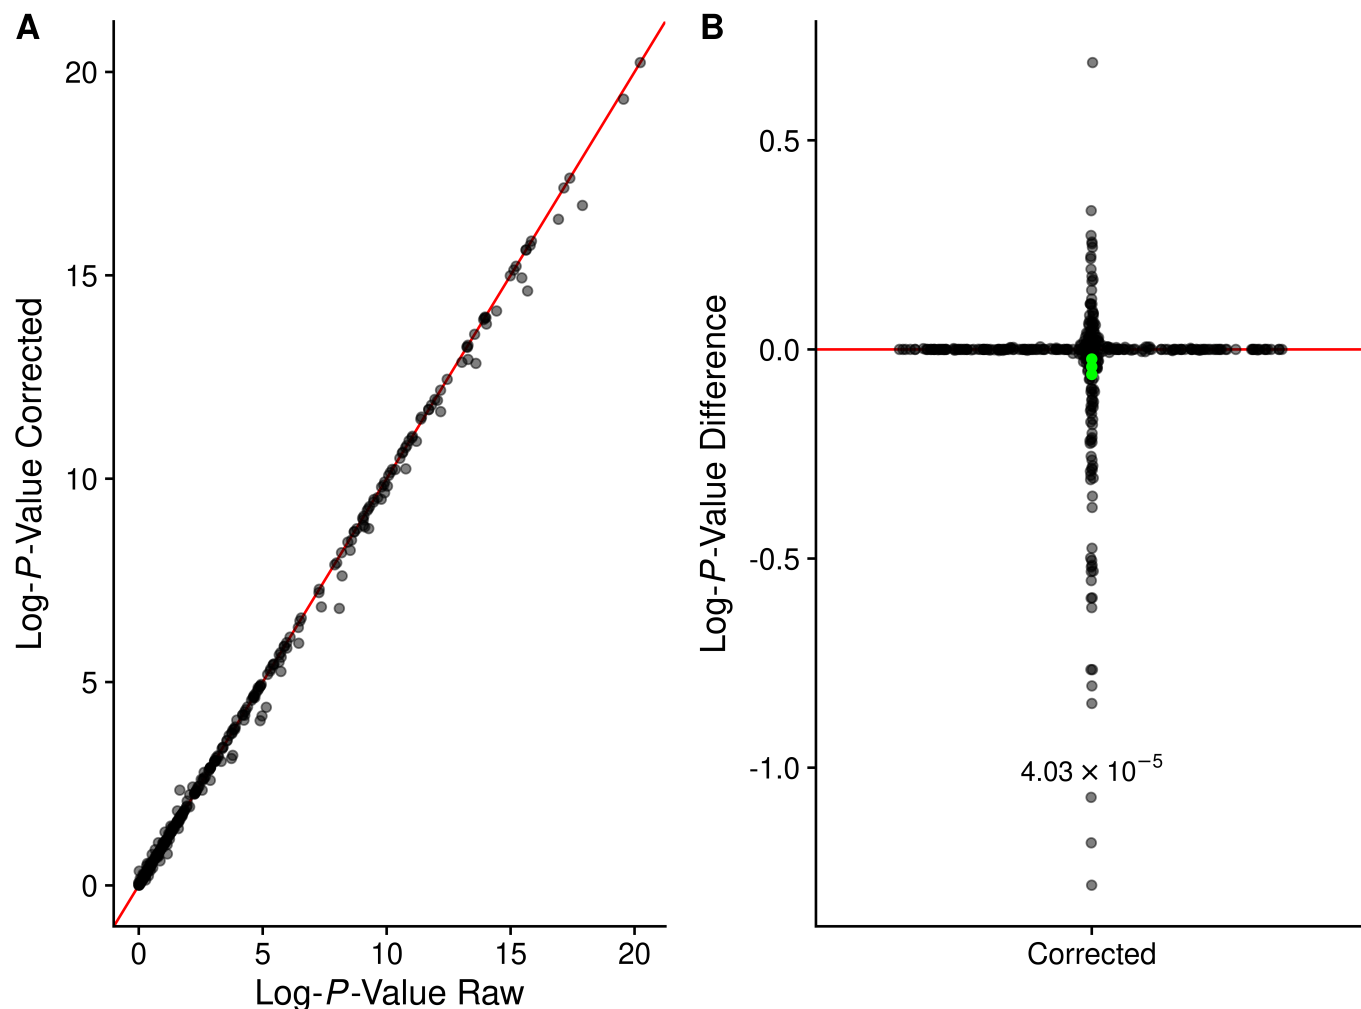 A
Log-P-Value Corrected
20
15
10
5
0
0 5 10 15 20
Log-P-Value Raw
B
Log-P-Value Difference
0.5
0.0
-0.5
-1.0
4.03 × 10⁻⁵
Corrected